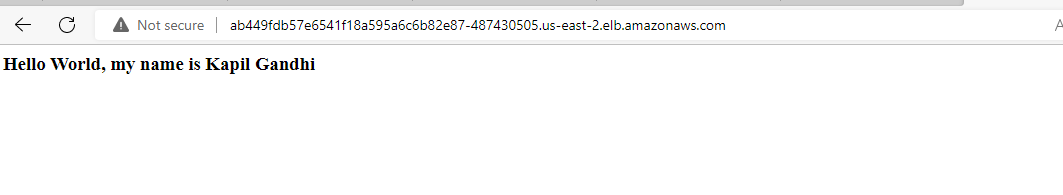 Not secure ab449fdb57e6541f18a595a6c6b82e87-487430505.us-east-2.elb.amazonaws.com
Hello World, my name is Kapil Gandhi